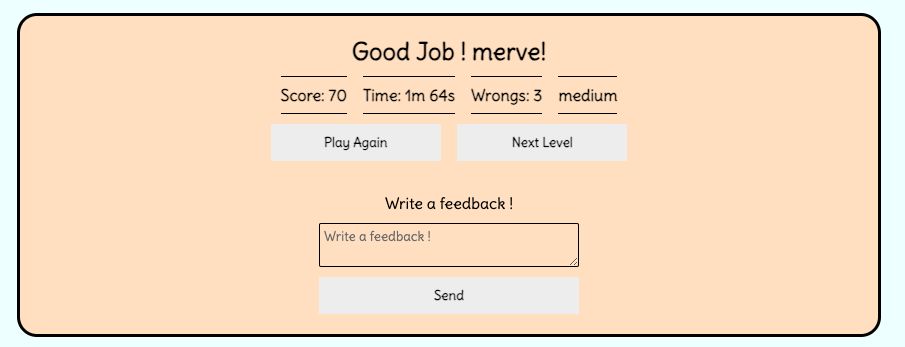 Good Job ! merve!
Score: 70 Time: 1m 64s Wrongs: 3 medium
Play Again Next Level
Write a feedback !
Write a feedback !
Send